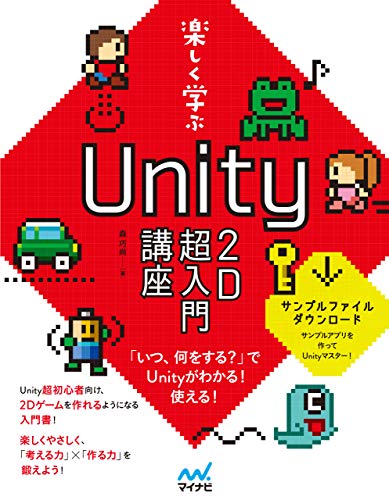 楽しく学ぶ
Unity
2D
超入門
講座
森巧尚=著
サンプルファイル
ダウンロード
サンプルアプリを
作って
Unityマスター！
「いつ、何をする？」で
Unityがわかる！
使える！
Unity超初心者向け、
2Dゲームを作れるようになる
入門書！
楽しくやさしく、
「考える力」×「作る力」を
鍛えよう！
マイナビ